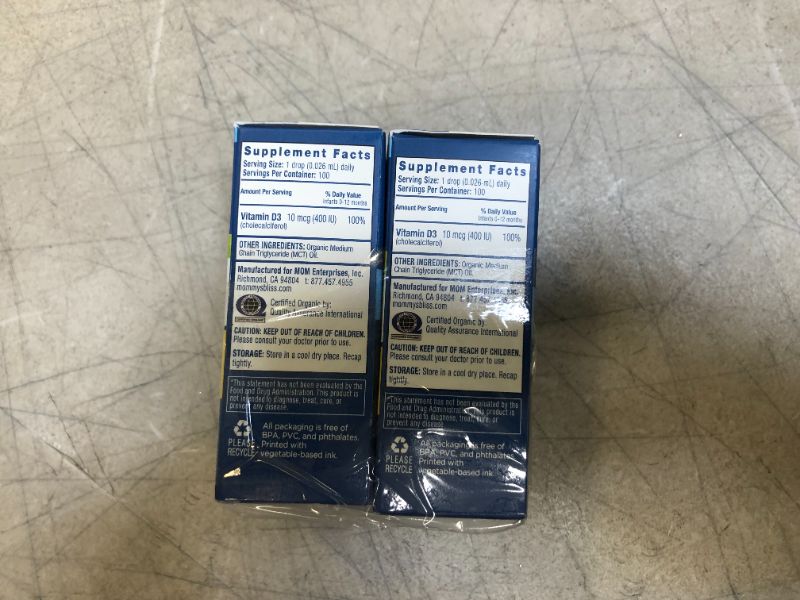 Supplement Facts
Serving Size: 1 drop (0.026 mL) daily
Servings Per Container: 100
Amount Per Serving
% Daily Value
Infants 0-12 months
Vitamin D3 10 mcg (400 IU) 100%
(cholecalciferol)
OTHER INGREDIENTS: Organic Medium
Chain Triglyceride (MCT) Oil.
Manufactured for MOM Enterprises, Inc.
Richmond, CA 94804 t: 877.457.4955
mommysbliss.com
Certified Organic by:
Quality Assurance International
CAUTION: KEEP OUT OF REACH OF CHILDREN.
Please consult your doctor prior to use.
STORAGE: Store in a cool dry place. Recap
tightly.
*This statement has not been evaluated by the
Food and Drug Administration. This product is
not intended to diagnose, treat, cure, or
prevent any disease.
PLEASE
RECYCLE
All packaging is free of
BPA, PVC, and phthalates.
Printed with
vegetable-based ink.
Supplement Facts
Serving Size: 1 drop (0.026 mL) daily
Servings Per Container: 100
Amount Per Serving
% Daily Value
Infants 0-12 months
Vitamin D3 10 mcg (400 IU) 100%
(cholecalciferol)
OTHER INGREDIENTS: Organic Medium
Chain Triglyceride (MCT) Oil.
Manufactured for MOM Enterprises, Inc.
Richmond, CA 94804 t: 877.457
mommysbliss.com
Certified Organic by:
Quality Assurance International
CAUTION: KEEP OUT OF REACH OF CHILDREN.
Please consult your doctor prior to use.
STORAGE: Store in a cool dry place. Recap
tightly.
*This statement has not been evaluated by the
Food and Drug Administration. This product is
not intended to diagnose, treat, cure, or
prevent any disease.
PLEASE
RECYCLE
All packaging is free of
BPA, PVC, and phthalates.
Printed with
vegetable-based ink.